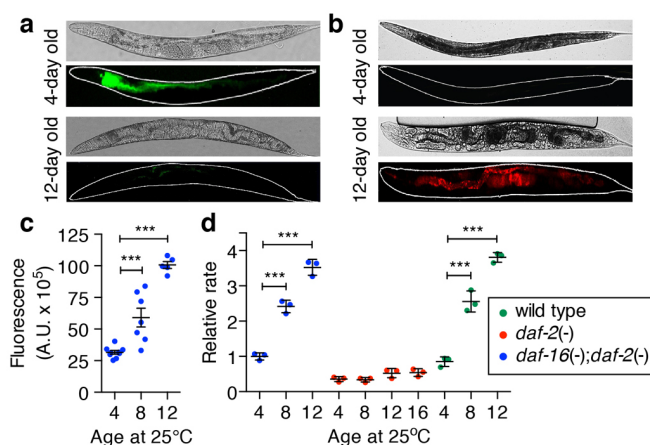 a
b
4-day old
12-day old
4-day old
12-day old
c
d
Fluorescence
(A.U. x 10⁵)
125
100
75
50
25
0
***
***
4 8 12
Age at 25°C
Relative rate
4
3
2
1
0
***
***
***
***
4 8 12 4 8 12 16 4 8 12
Age at 25°C
wild type
daf-2(-)
daf-16(-);daf-2(-)